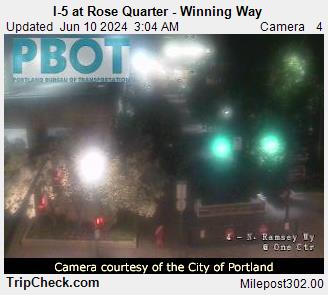 I-5 at Rose Quarter - Winning Way
Updated Jun 10 2024 3:04 AM Camera 4
PBOT
PORTLAND BUREAU OF TRANSPORTATION
4 - N. Ramsey Wy
@ One Ctr
Camera courtesy of the City of Portland
TripCheck.com Milepost302.00